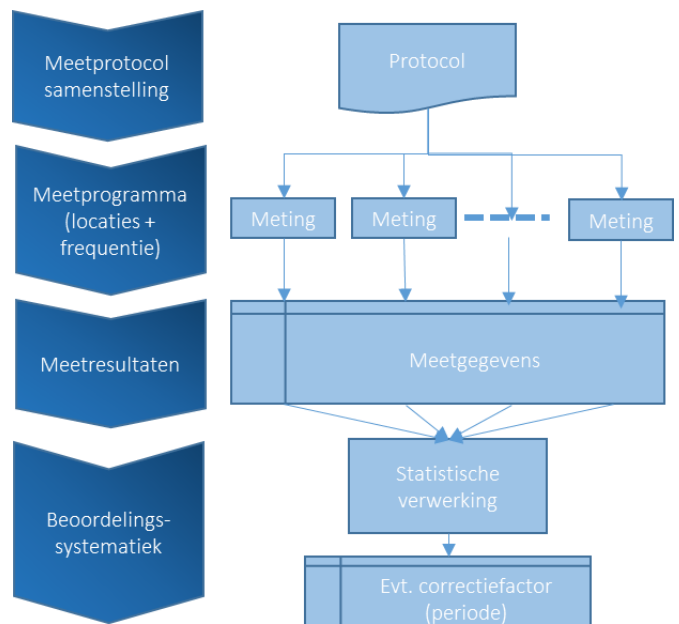 Meetprotocol
samenstelling
Protocol
Meetprogramma
(locaties +
frequentie)
Meting
Meting
Meting
Meetresultaten
Meetgegevens
Beoordelings-
systematiek
Statistische
verwerking
Evt. correctiefactor
(periode)